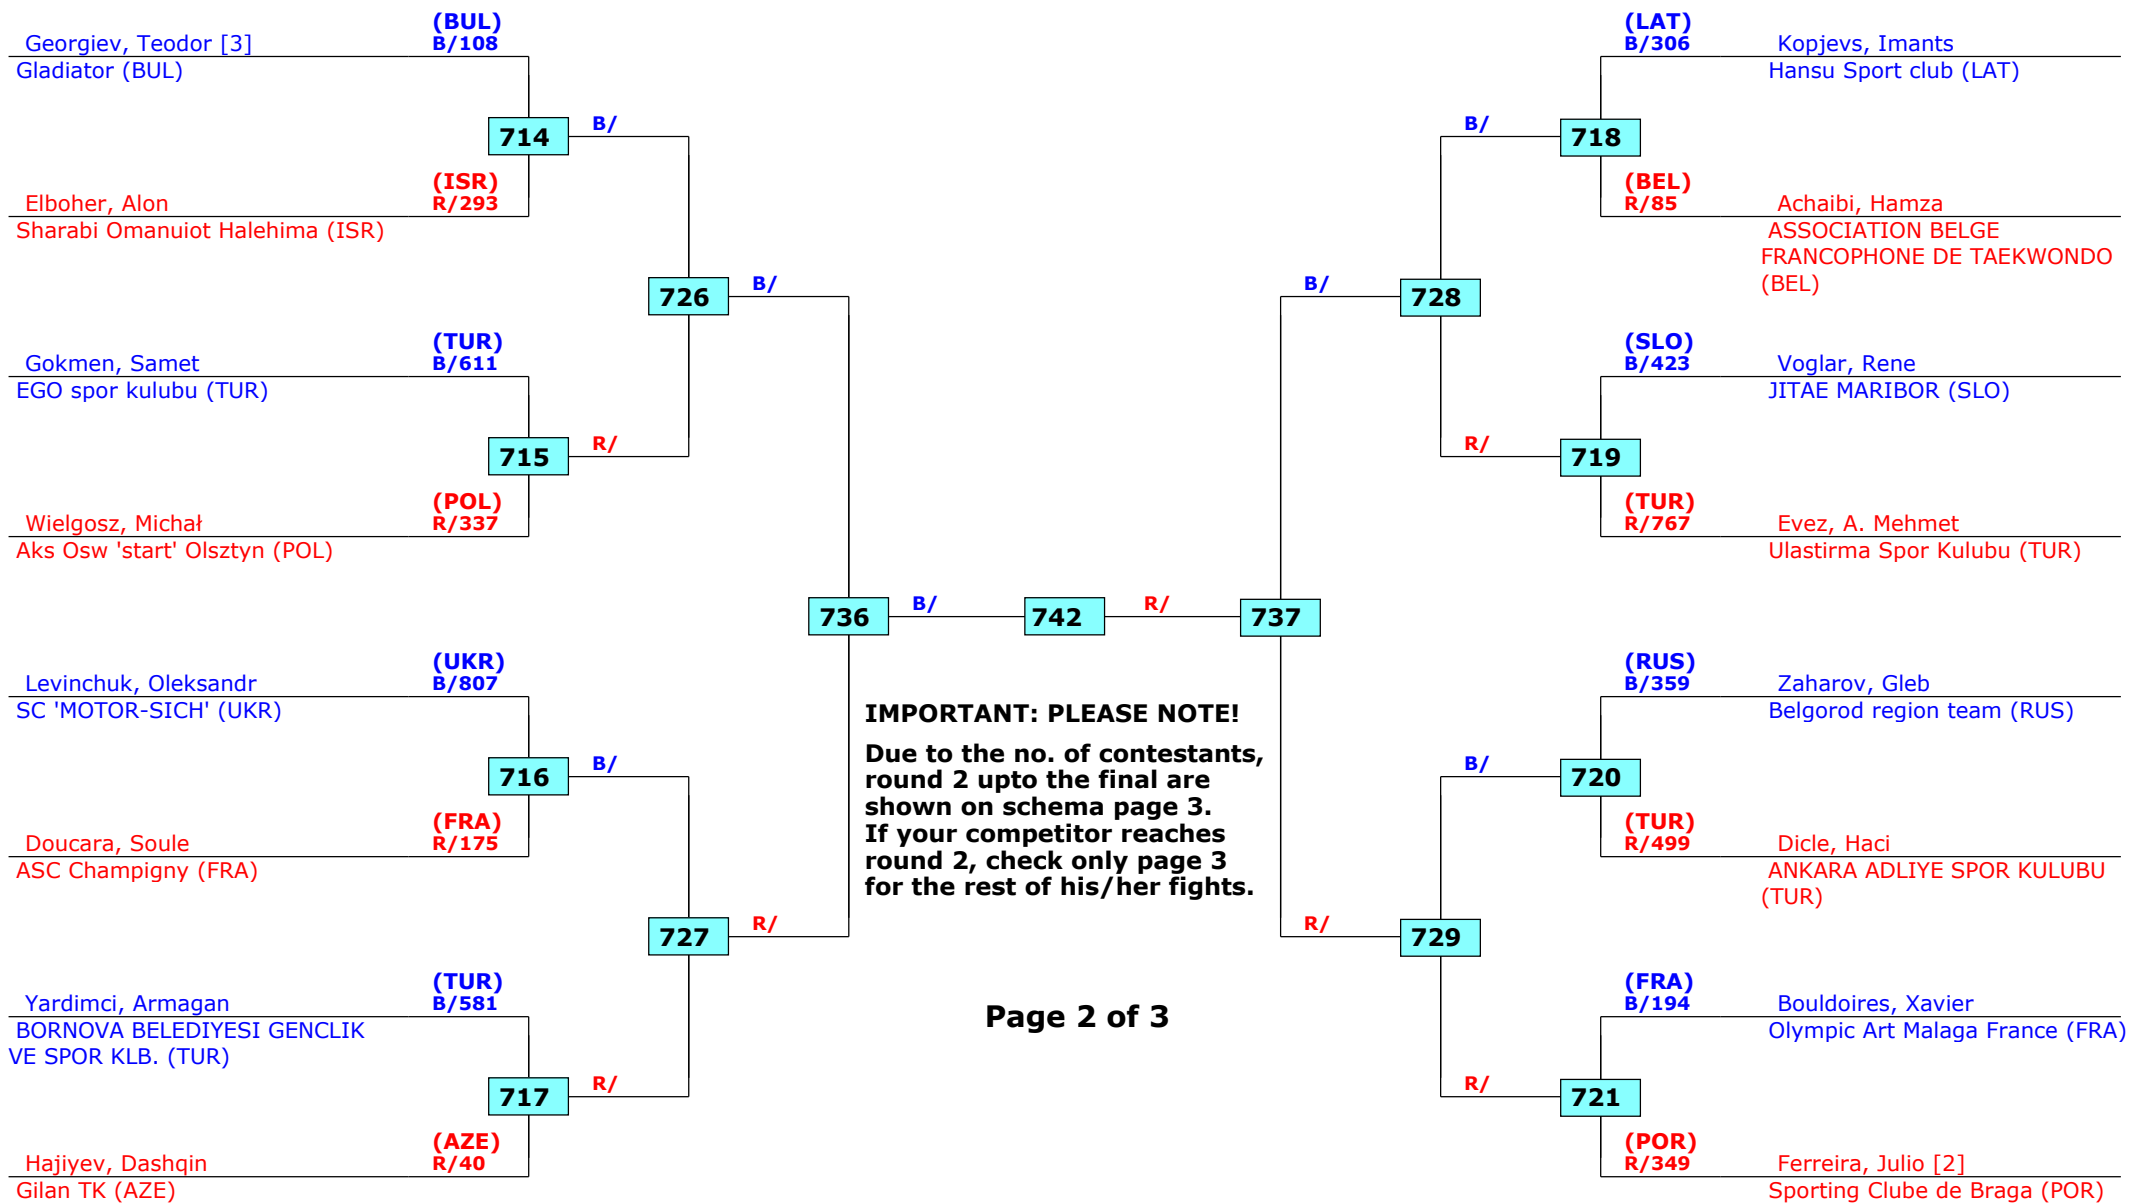 (BUL)
Georgiev, Teodor [3] B/108
Gladiator (BUL)
714
B/
(ISR)
Elboher, Alon R/293
Sharabi Omanuiot Halehima (ISR)
726
B/
(TUR)
Gokmen, Samet B/611
EGO spor kulubu (TUR)
715
R/
(POL)
Wielgosz, Michał R/337
Aks Osw 'start' Olsztyn (POL)
736
B/
742
R/
737
(UKR)
Levinchuk, Oleksandr B/807
SC 'MOTOR-SICH' (UKR)
716
B/
(FRA)
Doucara, Soule R/175
ASC Champigny (FRA)
727
R/
(TUR)
Yardimci, Armagan B/581
BORNOVA BELEDIYESI GENCLIK
VE SPOR KLB. (TUR)
717
R/
(AZE)
Hajiyev, Dashqin R/40
Gilan TK (AZE)
IMPORTANT: PLEASE NOTE!
Due to the no. of contestants,
round 2 upto the final are
shown on schema page 3.
If your competitor reaches
round 2, check only page 3
for the rest of his/her fights.
Page 2 of 3
(LAT)
B/306 Kopjevs, Imants
Hansu Sport club (LAT)
B/
718
(BEL)
R/85 Achaibi, Hamza
ASSOCIATION BELGE
FRANCOPHONE DE TAEKWONDO
(BEL)
B/
728
(SLO)
B/423 Voglar, Rene
JITAE MARIBOR (SLO)
R/
719
(TUR)
R/767 Evez, A. Mehmet
Ulastirma Spor Kulubu (TUR)
(RUS)
B/359 Zaharov, Gleb
Belgorod region team (RUS)
B/
720
(TUR)
R/499 Dicle, Haci
ANKARA ADLIYE SPOR KULUBU
(TUR)
R/
729
(FRA)
B/194 Bouldoires, Xavier
Olympic Art Malaga France (FRA)
R/
721
(POR)
R/349 Ferreira, Julio [2]
Sporting Clube de Braga (POR)